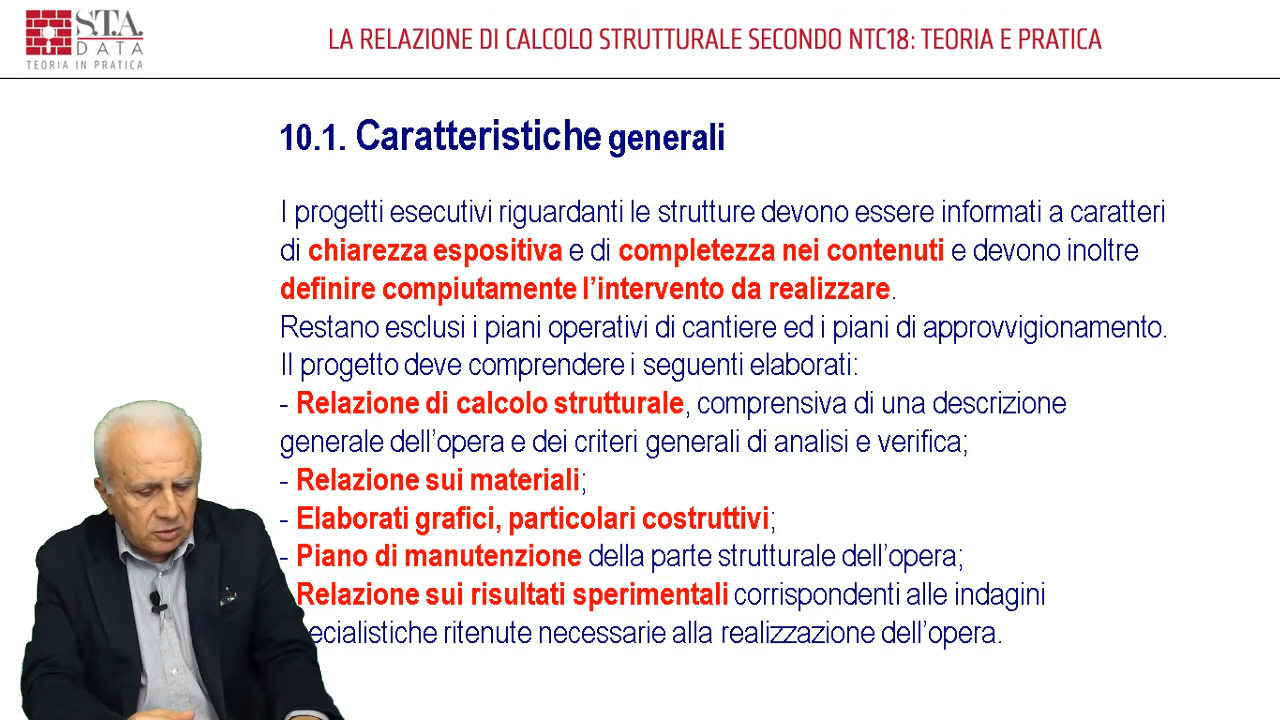 S.T.A.
DATA
TEORIA IN PRATICA
LA RELAZIONE DI CALCOLO STRUTTURALE SECONDO NTC18: TEORIA E PRATICA
10.1. Caratteristiche generali
I progetti esecutivi riguardanti le strutture devono essere informati a caratteri
di chiarezza espositiva e di completezza nei contenuti e devono inoltre
definire compiutamente l’intervento da realizzare.
Restano esclusi i piani operativi di cantiere ed i piani di approvvigionamento.
Il progetto deve comprendere i seguenti elaborati:
- Relazione di calcolo strutturale, comprensiva di una descrizione
generale dell’opera e dei criteri generali di analisi e verifica;
- Relazione sui materiali;
- Elaborati grafici, particolari costruttivi;
- Piano di manutenzione della parte strutturale dell’opera;
Relazione sui risultati sperimentali corrispondenti alle indagini
ritenute necessarie alla realizzazione dell’opera.